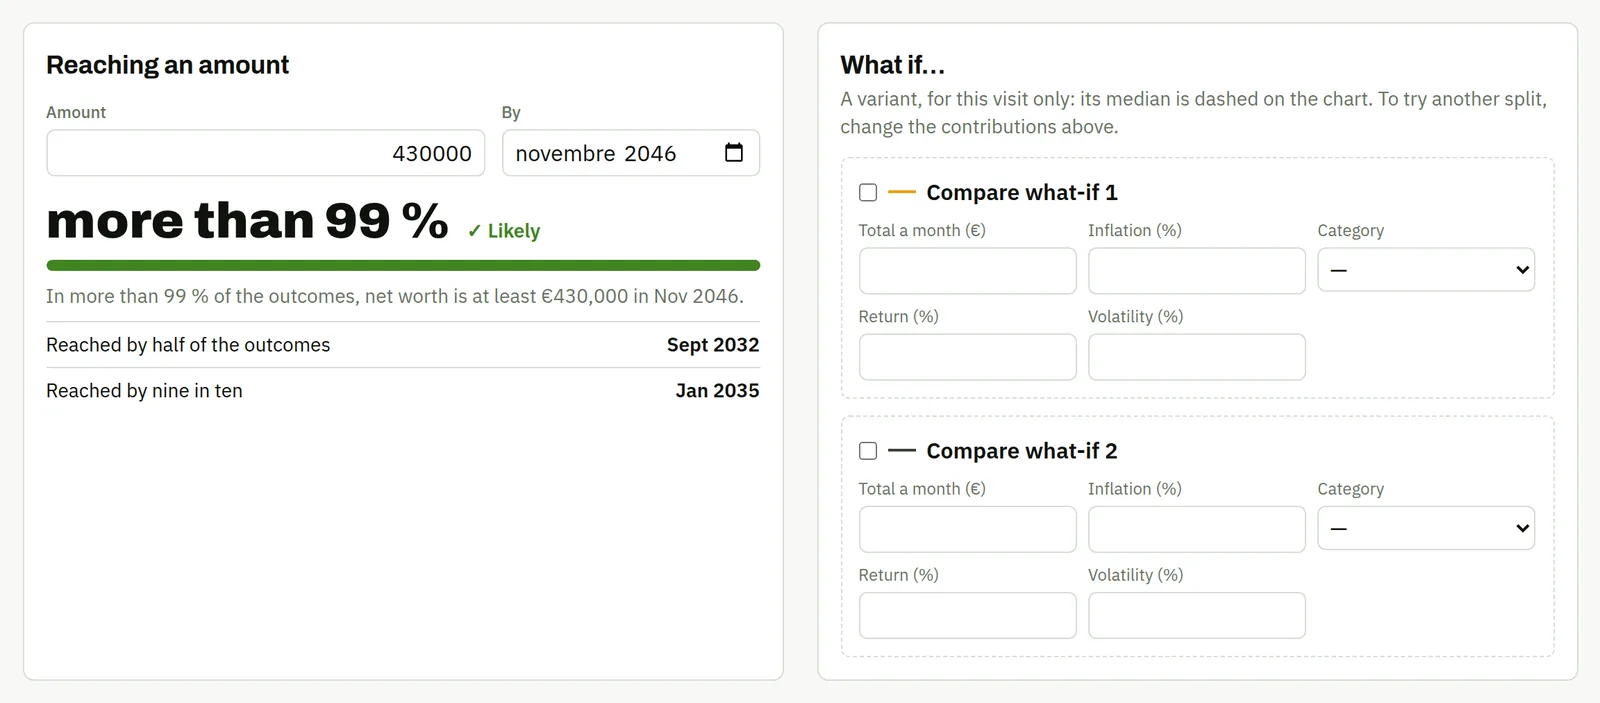 Reaching an amount
Amount
By
430000
novembre 2046
more than 99 % ✓ Likely
In more than 99 % of the outcomes, net worth is at least €430,000 in Nov 2046.
Reached by half of the outcomes Sept 2032
Reached by nine in ten Jan 2035
What if…
A variant, for this visit only: its median is dashed on the chart. To try another split,
change the contributions above.
Compare what-if 1
Total a month (€) Inflation (%) Category
—
Return (%) Volatility (%)
Compare what-if 2
Total a month (€) Inflation (%) Category
—
Return (%) Volatility (%)